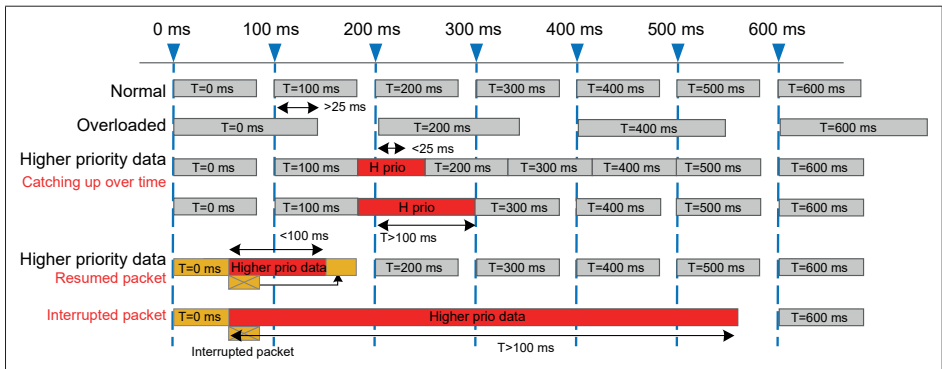 0 ms 100 ms 200 ms 300 ms 400 ms 500 ms 600 ms
Normal T=0 ms T=100 ms T=200 ms T=300 ms T=400 ms T=500 ms T=600 ms
>25 ms
Overloaded T=0 ms T=200 ms T=400 ms T=600 ms
<25 ms
Higher priority data T=0 ms T=100 ms H prio T=200 ms T=300 ms T=400 ms T=500 ms T=600 ms
Catching up over time
T=0 ms T=100 ms H prio T=300 ms T=400 ms T=500 ms T=600 ms
<100 ms T>100 ms
Higher priority data
T=0 ms Higher prio data T=200 ms T=300 ms T=400 ms T=500 ms T=600 ms
Resumed packet
Interrupted packet T=0 ms Higher prio data T=600 ms
Interrupted packet T>100 ms